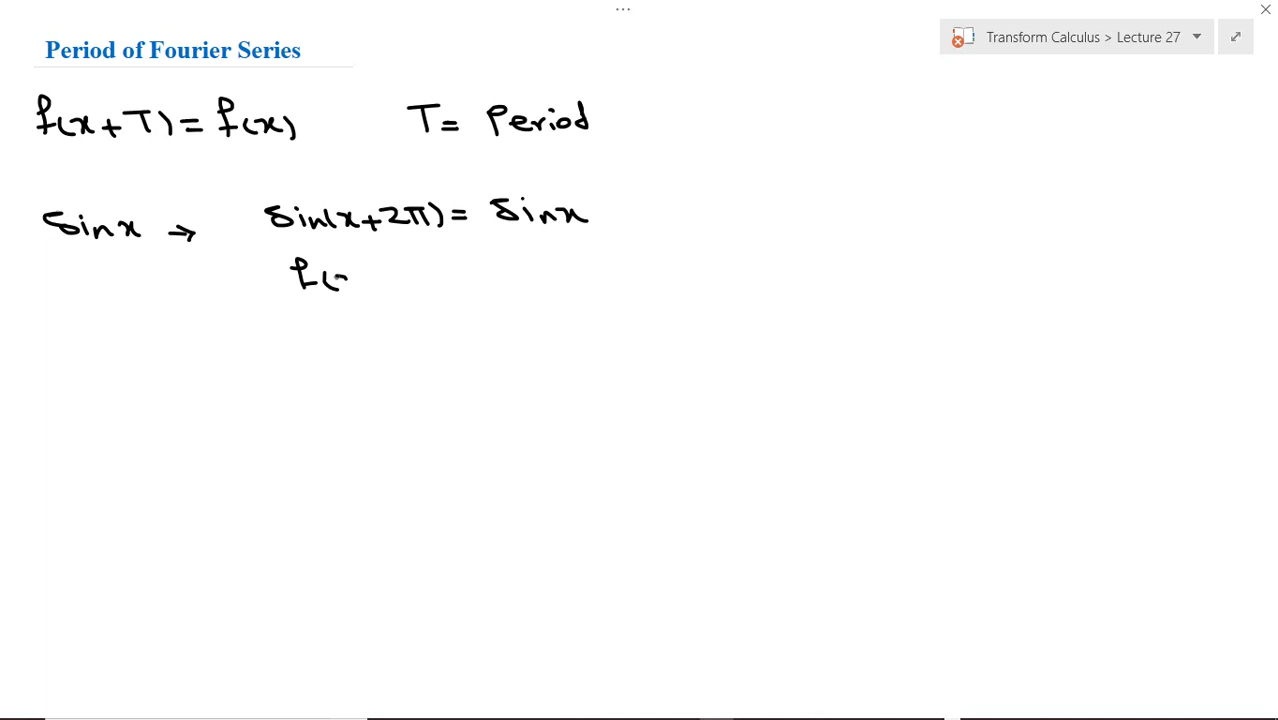 Transform Calculus > Lecture 27
Period of Fourier Series
f(x+T) = f(x) T = Period
Sinx → Sin(x+2π) = Sinx
f(